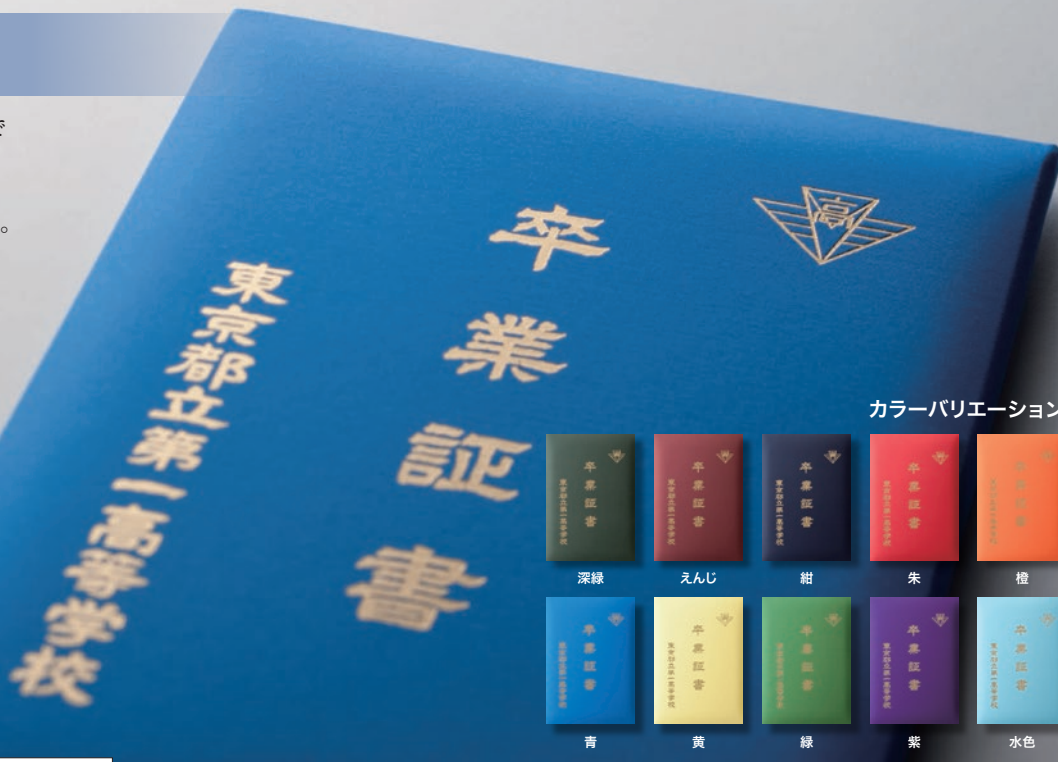 で
。
卒業証書
東京都立第一高等学校
高
カラーバリエーション
深緑
えんじ
紺
朱
橙
青
黄
緑
紫
水色